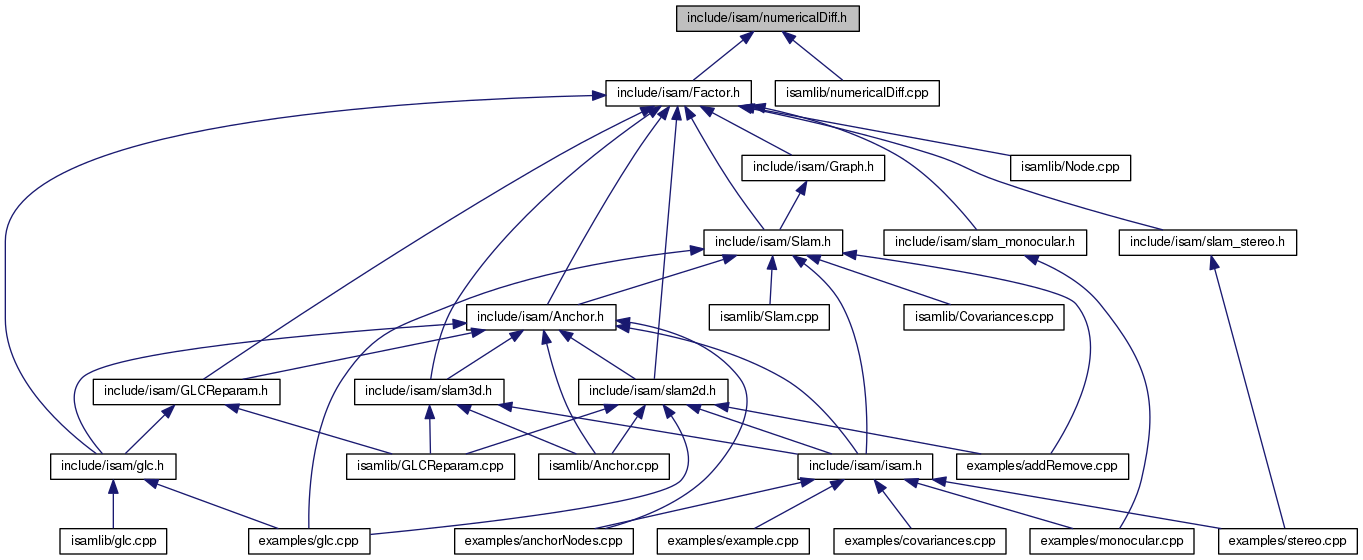 include/isam/numericalDiff.h
include/isam/Factor.h
isamlib/numericalDiff.cpp
include/isam/Graph.h
isamlib/Node.cpp
include/isam/Slam.h
include/isam/slam_monocular.h
include/isam/slam_stereo.h
include/isam/Anchor.h
isamlib/Slam.cpp
isamlib/Covariances.cpp
include/isam/GLCReparam.h
include/isam/slam3d.h
include/isam/slam2d.h
include/isam/glc.h
isamlib/GLCReparam.cpp
isamlib/Anchor.cpp
include/isam/isam.h
examples/addRemove.cpp
isamlib/glc.cpp
examples/glc.cpp
examples/anchorNodes.cpp
examples/example.cpp
examples/covariances.cpp
examples/monocular.cpp
examples/stereo.cpp